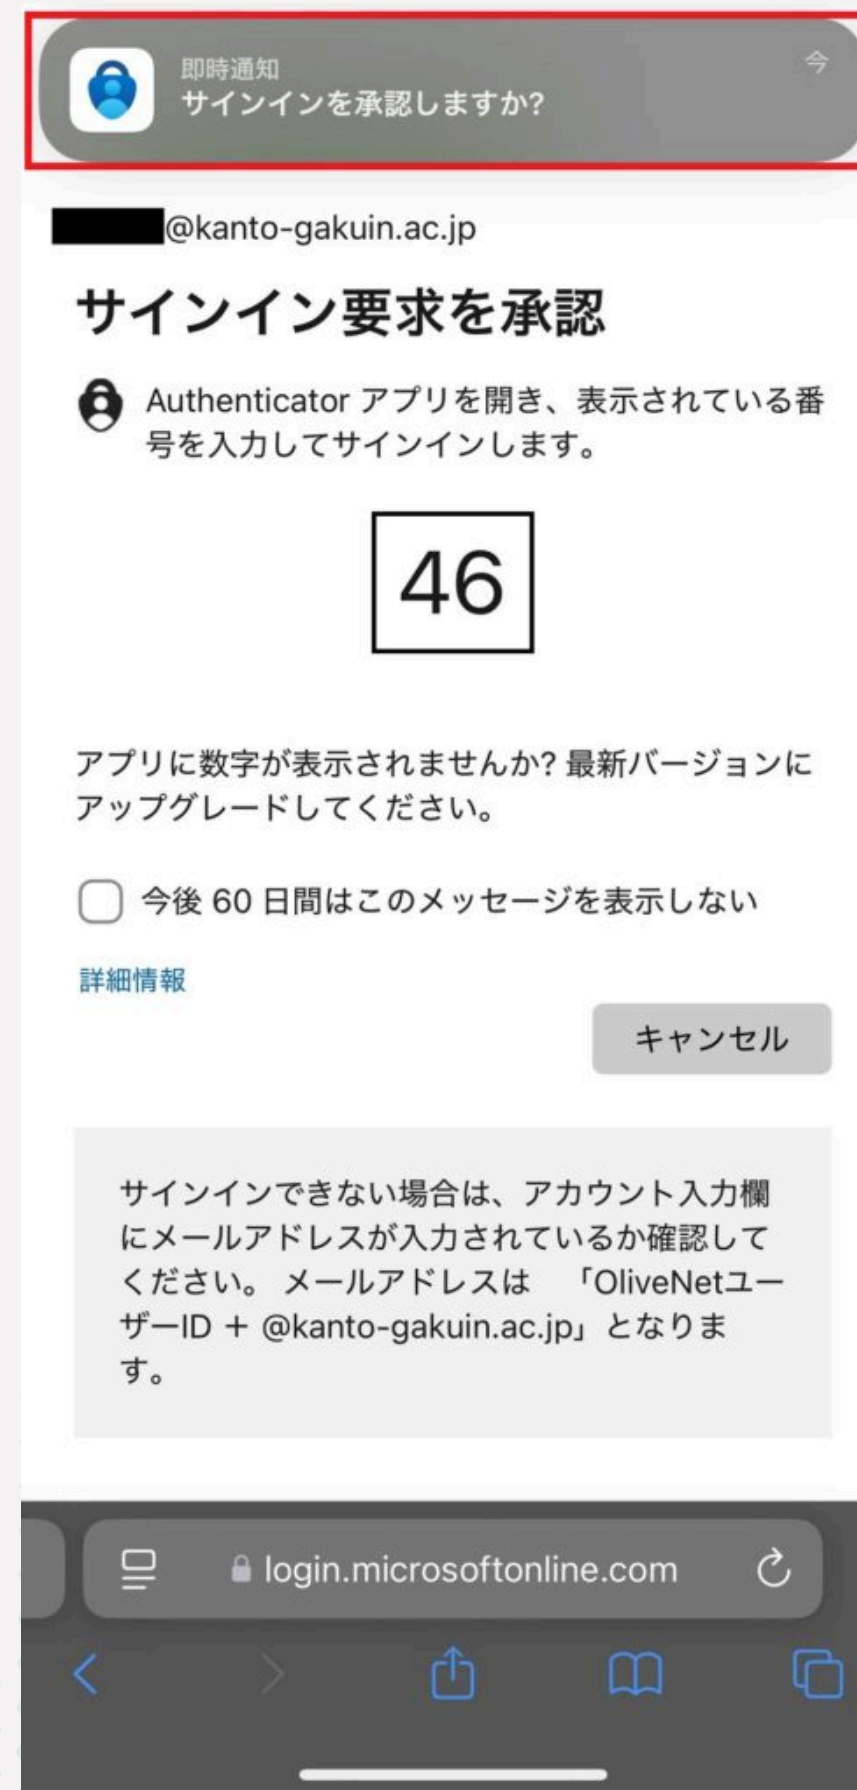 即時通知
今
サインインを承認しますか?
@kanto-gakuin.ac.jp
サインイン要求を承認
Authenticator アプリを開き、表示されている番
号を入力してサインインします。
46
アプリに数字が表示されませんか? 最新バージョンに
アップグレードしてください。
今後 60 日間はこのメッセージを表示しない
詳細情報
キャンセル
サインインできない場合は、アカウント入力欄
にメールアドレスが入力されているか確認して
ください。 メールアドレスは　「OliveNetユー
ザーID + @kanto-gakuin.ac.jp」となりま
す。
login.microsoftonline.com